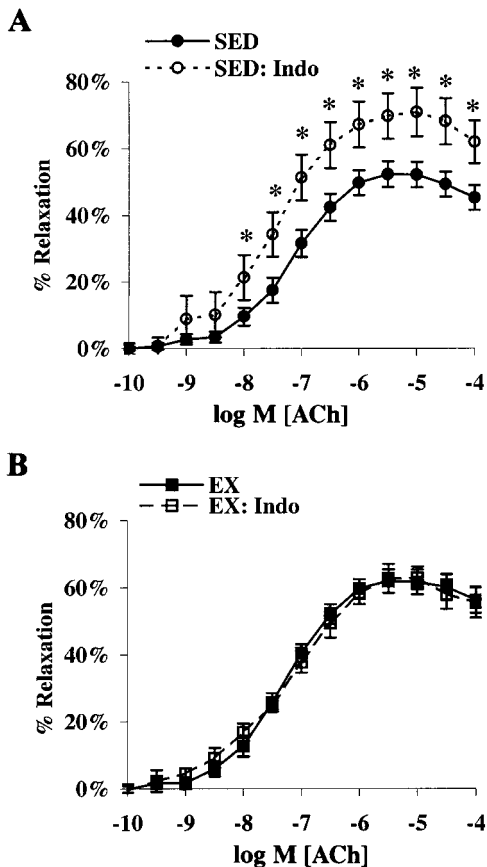 A
SED
SED: Indo
80%
60%
40%
20%
0%
% Relaxation
* * * * * * * * *
-10 -9 -8 -7 -6 -5 -4
log M [ACh]
B
EX
EX: Indo
80%
60%
40%
20%
0%
% Relaxation
-10 -9 -8 -7 -6 -5 -4
log M [ACh]